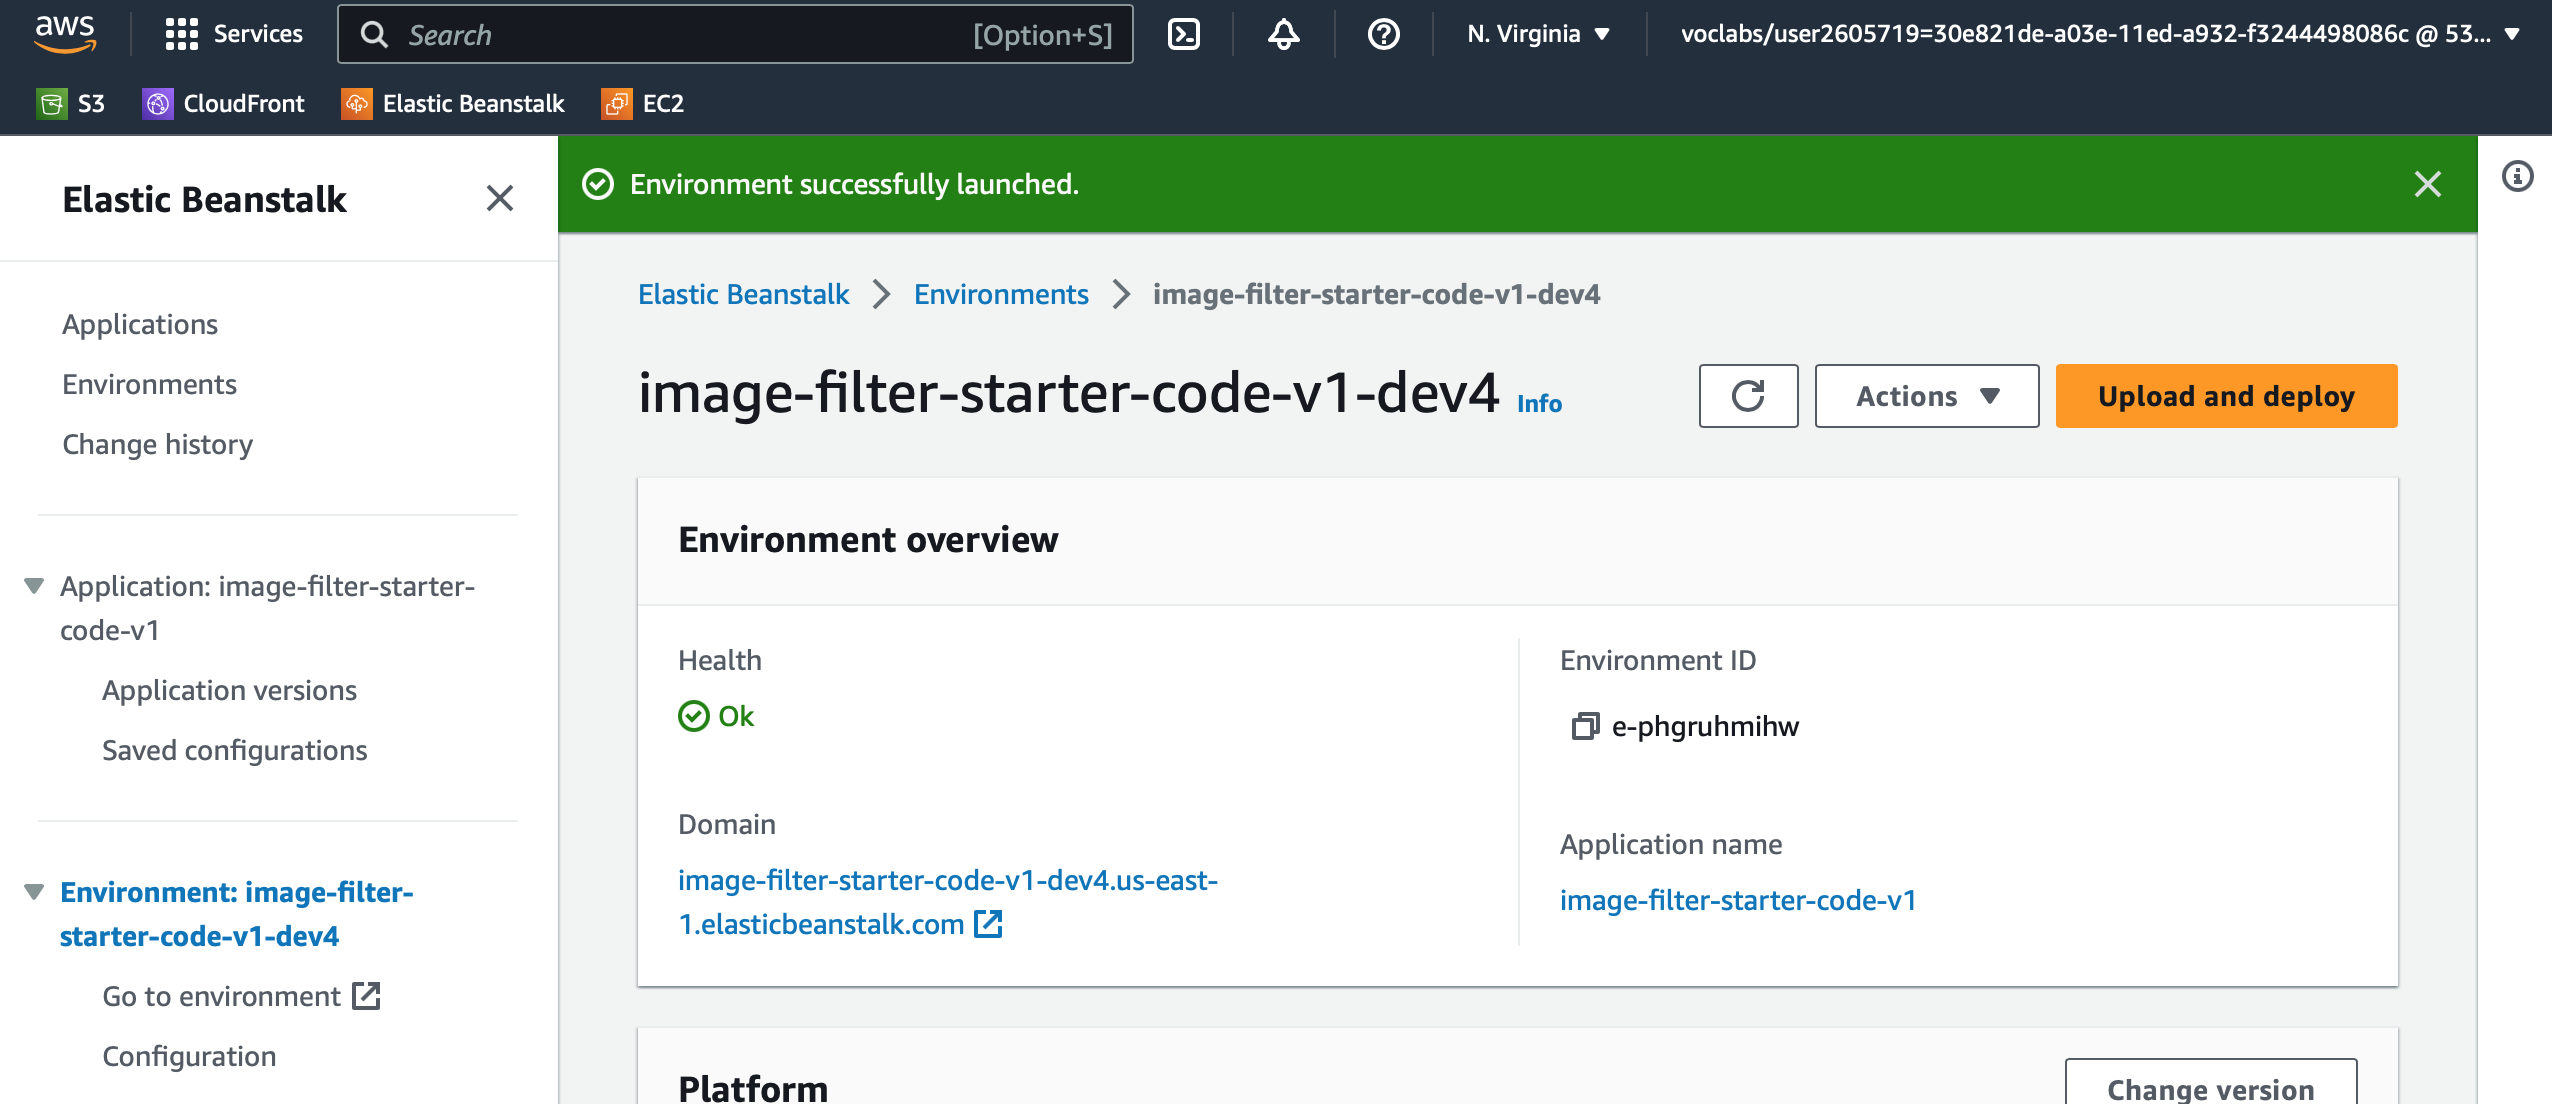 aws
Services
Search
[Option+S]
N. Virginia
voclabs/user2605719=30e821de-a03e-11ed-a932-f3244498086c @ 53...
S3
CloudFront
Elastic Beanstalk
EC2
Elastic Beanstalk
Applications
Environments
Change history
Application: image-filter-starter-
code-v1
Application versions
Saved configurations
Environment: image-filter-
starter-code-v1-dev4
Go to environment
Configuration
Environment successfully launched.
Elastic Beanstalk
Environments
image-filter-starter-code-v1-dev4
image-filter-starter-code-v1-dev4 Info
Actions
Upload and deploy
Environment overview
Health
Ok
Domain
image-filter-starter-code-v1-dev4.us-east-
1.elasticbeanstalk.com
Environment ID
e-phgruhmihw
Application name
image-filter-starter-code-v1
Platform
Change version